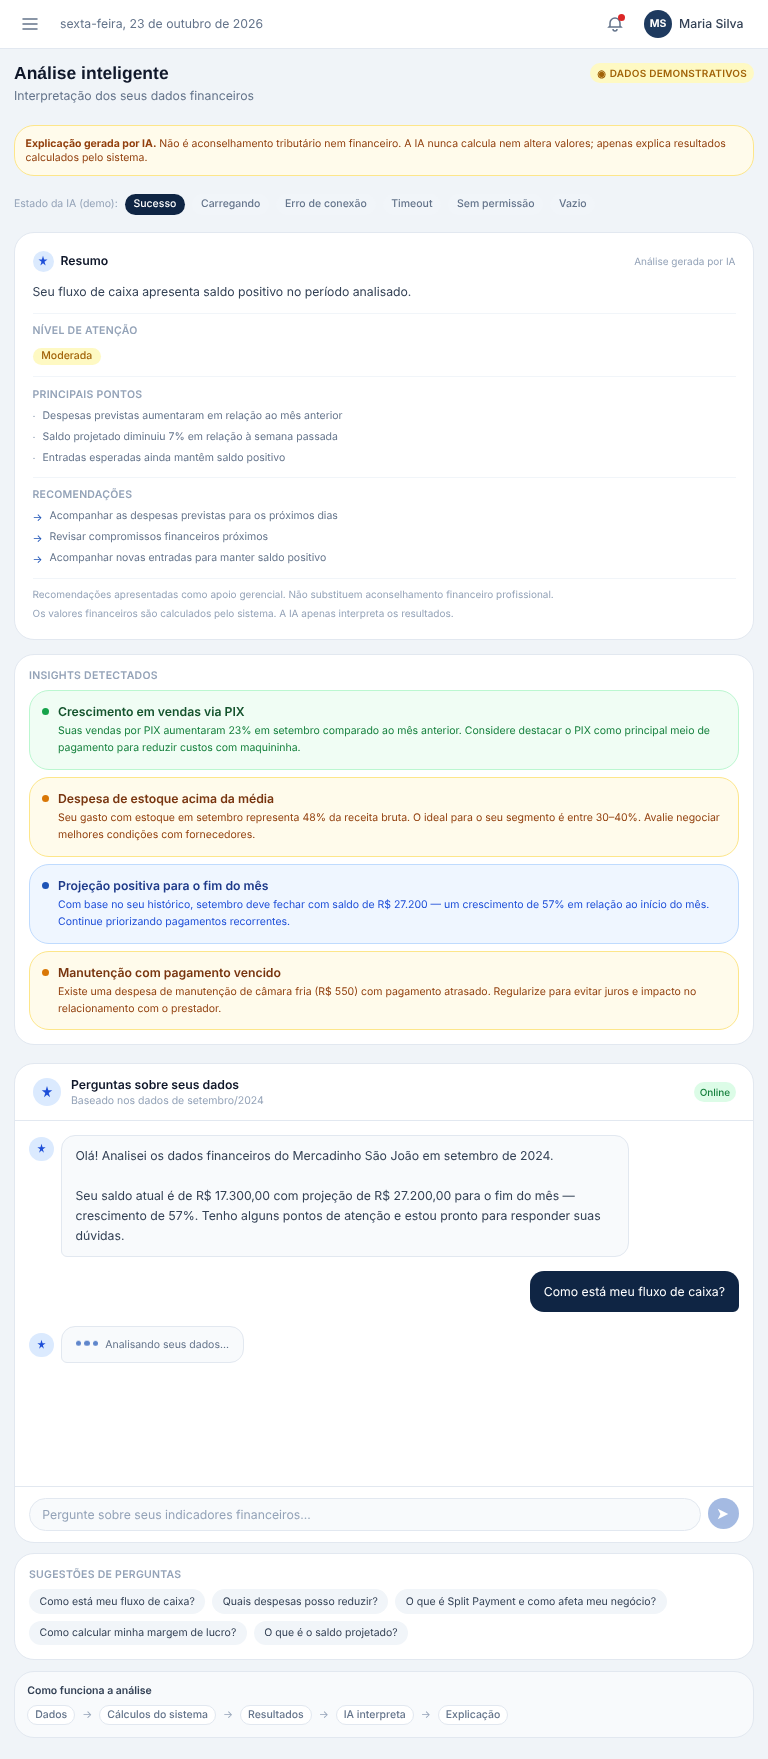 sexta-feira, 23 de outubro de 2026
MS Maria Silva
Análise inteligente
◉ DADOS DEMONSTRATIVOS
Interpretação dos seus dados financeiros
Explicação gerada por IA. Não é aconselhamento tributário nem financeiro. A IA nunca calcula nem altera valores; apenas explica resultados
calculados pelo sistema.
Estado da IA (demo): Sucesso Carregando Erro de conexão Timeout Sem permissão Vazio
Resumo
Análise gerada por IA
Seu fluxo de caixa apresenta saldo positivo no período analisado.
NÍVEL DE ATENÇÃO
Moderada
PRINCIPAIS PONTOS
· Despesas previstas aumentaram em relação ao mês anterior
· Saldo projetado diminuiu 7% em relação à semana passada
· Entradas esperadas ainda mantêm saldo positivo
RECOMENDAÇÕES
→ Acompanhar as despesas previstas para os próximos dias
→ Revisar compromissos financeiros próximos
→ Acompanhar novas entradas para manter saldo positivo
Recomendações apresentadas como apoio gerencial. Não substituem aconselhamento financeiro profissional.
Os valores financeiros são calculados pelo sistema. A IA apenas interpreta os resultados.
INSIGHTS DETECTADOS
Crescimento em vendas via PIX
Suas vendas por PIX aumentaram 23% em setembro comparado ao mês anterior. Considere destacar o PIX como principal meio de
pagamento para reduzir custos com maquininha.
Despesa de estoque acima da média
Seu gasto com estoque em setembro representa 48% da receita bruta. O ideal para o seu segmento é entre 30–40%. Avalie negociar
melhores condições com fornecedores.
Projeção positiva para o fim do mês
Com base no seu histórico, setembro deve fechar com saldo de R$ 27.200 — um crescimento de 57% em relação ao início do mês.
Continue priorizando pagamentos recorrentes.
Manutenção com pagamento vencido
Existe uma despesa de manutenção de câmara fria (R$ 550) com pagamento atrasado. Regularize para evitar juros e impacto no
relacionamento com o prestador.
Perguntas sobre seus dados
Baseado nos dados de setembro/2024
Online
Olá! Analisei os dados financeiros do Mercadinho São João em setembro de 2024.
Seu saldo atual é de R$ 17.300,00 com projeção de R$ 27.200,00 para o fim do mês —
crescimento de 57%. Tenho alguns pontos de atenção e estou pronto para responder suas
dúvidas.
Como está meu fluxo de caixa?
Analisando seus dados...
Pergunte sobre seus indicadores financeiros...
SUGESTÕES DE PERGUNTAS
Como está meu fluxo de caixa? Quais despesas posso reduzir? O que é Split Payment e como afeta meu negócio?
Como calcular minha margem de lucro? O que é o saldo projetado?
Como funciona a análise
Dados → Cálculos do sistema → Resultados → IA interpreta → Explicação